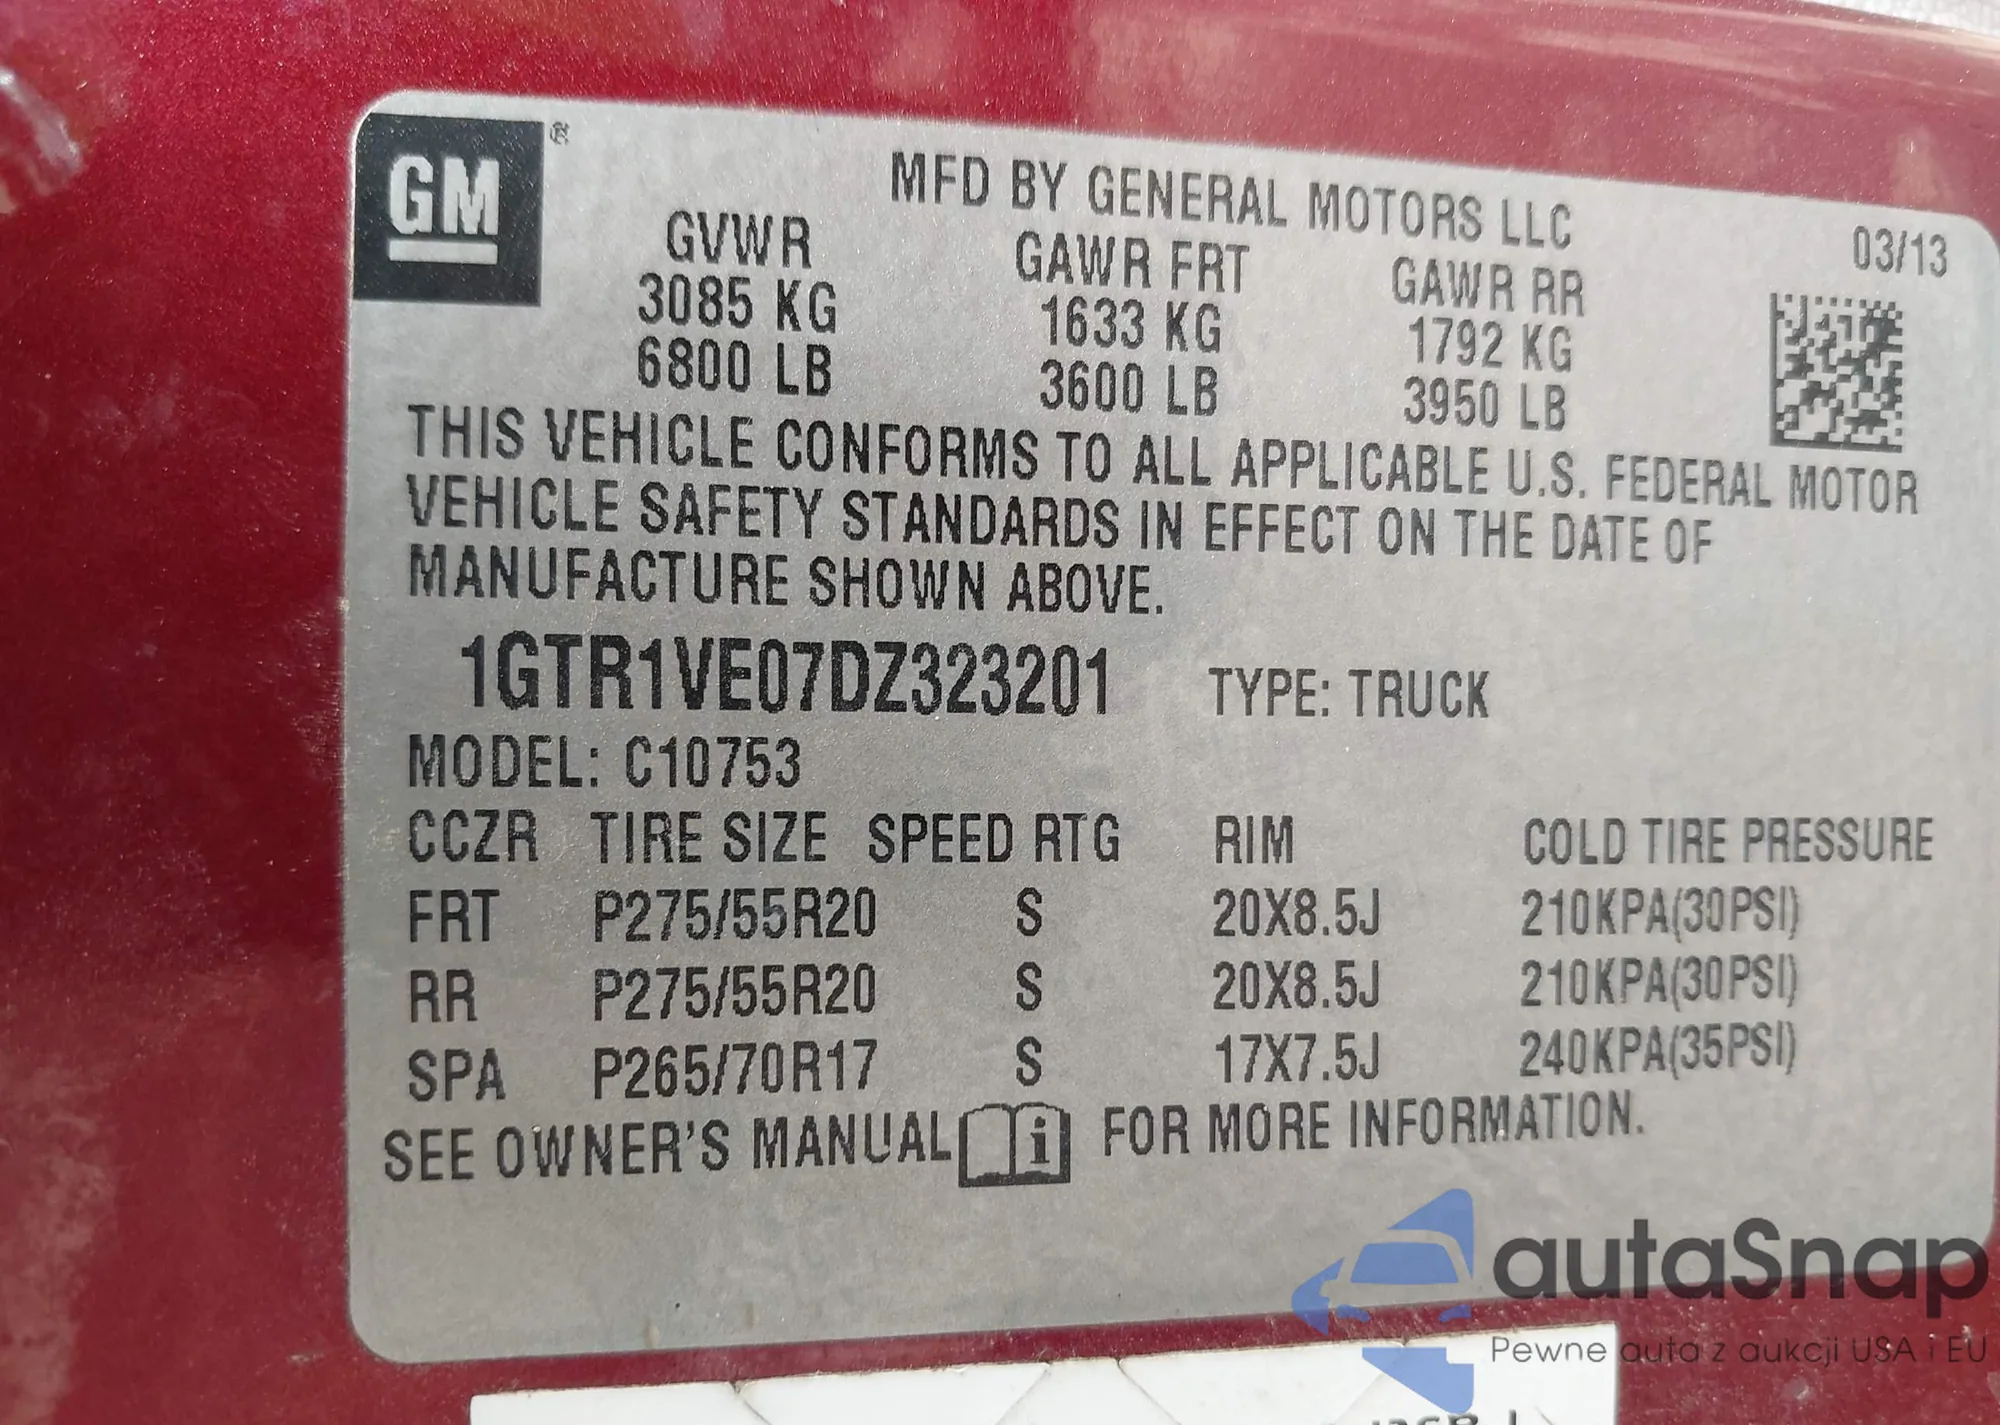 GM®
MFD BY GENERAL MOTORS LLC
03/13
GVWR GAWR FRT GAWR RR
3085 KG 1633 KG 1792 KG
6800 LB 3600 LB 3950 LB
THIS VEHICLE CONFORMS TO ALL APPLICABLE U.S. FEDERAL MOTOR
VEHICLE SAFETY STANDARDS IN EFFECT ON THE DATE OF
MANUFACTURE SHOWN ABOVE.
1GTR1VE07DZ323201 TYPE: TRUCK
MODEL: C10753
CCZR TIRE SIZE SPEED RTG RIM COLD TIRE PRESSURE
FRT P275/55R20 S 20X8.5J 210KPA(30PSI)
RR P275/55R20 S 20X8.5J 210KPA(30PSI)
SPA P265/70R17 S 17X7.5J 240KPA(35PSI)
SEE OWNER'S MANUAL i FOR MORE INFORMATION.
autaSnap
Pewne auta z aukcji USA i EU